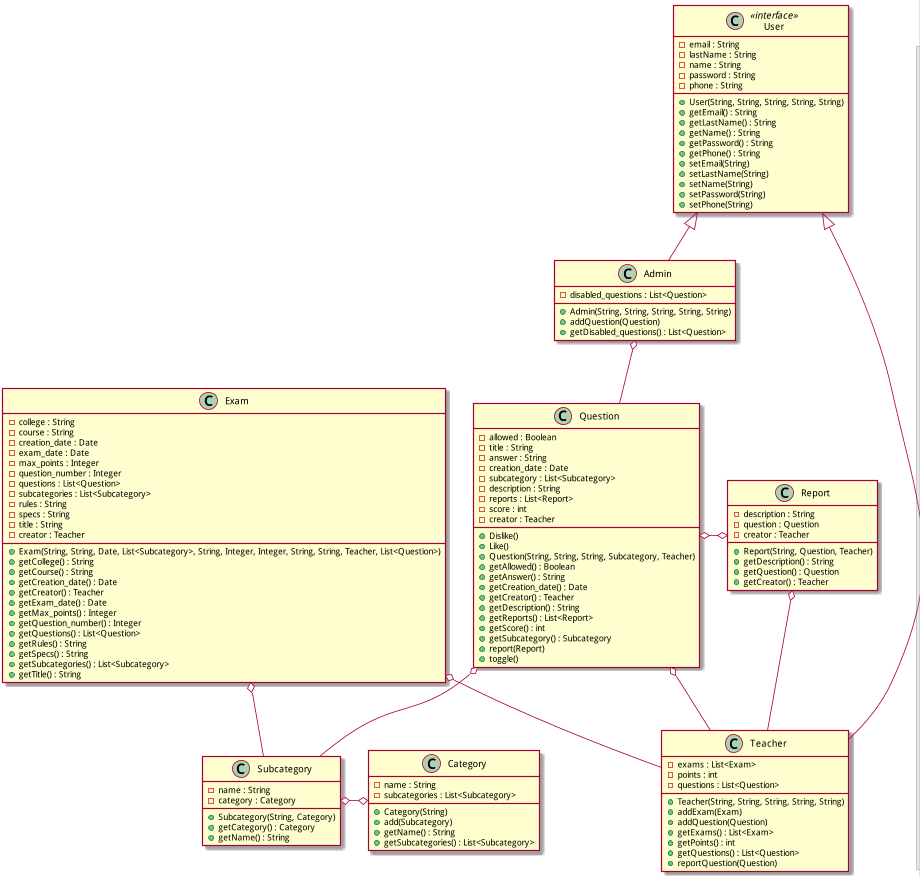 «interface»
C User
email : String
lastName : String
name : String
password : String
phone : String
User(String, String, String, String, String)
getEmail() : String
getLastName() : String
getName() : String
getPassword() : String
getPhone() : String
setEmail(String)
setLastName(String)
setName(String)
setPassword(String)
setPhone(String)
C Admin
disabled_questions : List<Question>
Admin(String, String, String, String, String)
addQuestion(Question)
getDisabled_questions() : List<Question>
C Exam
college : String
course : String
creation_date : Date
exam_date : Date
max_points : Integer
question_number : Integer
questions : List<Question>
subcategories : List<Subcategory>
rules : String
specs : String
title : String
creator : Teacher
Exam(String, String, Date, List<Subcategory>, String, Integer, Integer, String, String, Teacher, List<Question>)
getCollege() : String
getCourse() : String
getCreation_date() : Date
getCreator() : Teacher
getExam_date() : Date
getMax_points() : Integer
getQuestion_number() : Integer
getQuestions() : List<Question>
getRules() : String
getSpecs() : String
getSubcategories() : List<Subcategory>
getTitle() : String
C Question
allowed : Boolean
title : String
answer : String
creation_date : Date
subcategory : List<Subcategory>
description : String
reports : List<Report>
score : int
creator : Teacher
Dislike()
Like()
Question(String, String, String, Subcategory, Teacher)
getAllowed() : Boolean
getAnswer() : String
getCreation_date() : Date
getCreator() : Teacher
getDescription() : String
getReports() : List<Report>
getScore() : int
getSubcategory() : Subcategory
report(Report)
toggle()
C Report
description : String
question : Question
creator : Teacher
Report(String, Question, Teacher)
getDescription() : String
getQuestion() : Question
getCreator() : Teacher
C Subcategory
name : String
category : Category
Subcategory(String, Category)
getCategory() : Category
getName() : String
C Category
name : String
subcategories : List<Subcategory>
Category(String)
add(Subcategory)
getName() : String
getSubcategories() : List<Subcategory>
C Teacher
exams : List<Exam>
points : int
questions : List<Question>
Teacher(String, String, String, String, String)
addExam(Exam)
addQuestion(Question)
getExams() : List<Exam>
getPoints() : int
getQuestions() : List<Question>
reportQuestion(Question)